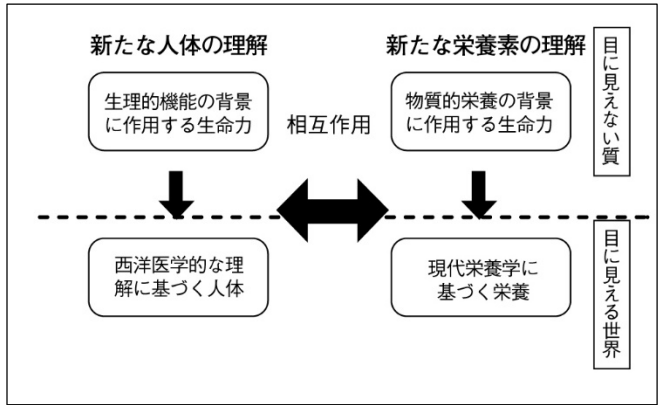 新たな人体の理解
新たな栄養素の理解
生理的機能の背景
に作用する生命力
相互作用
物質的栄養の背景
に作用する生命力
目に見えない質
西洋医学的な理
解に基づく人体
現代栄養学に
基づく栄養
目に見える世界